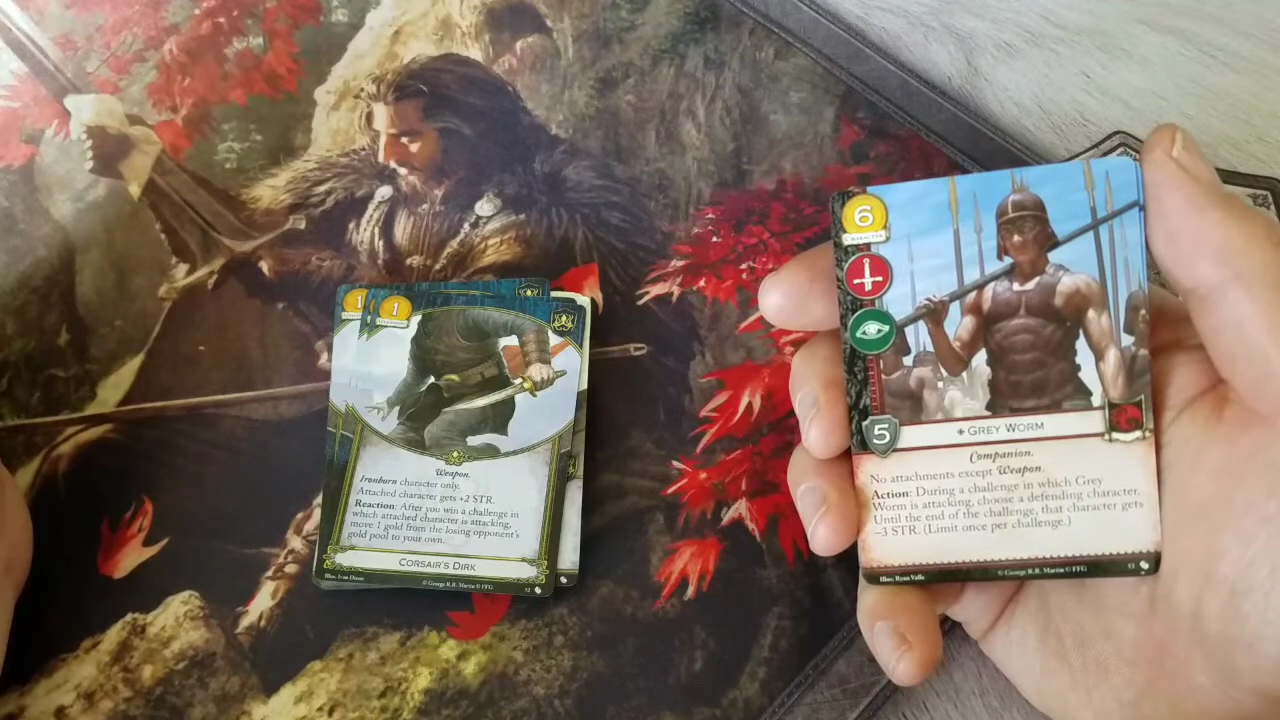 1
1
Weapon.
Ironborn character only.
Attached character gets +2 STR.
Reaction: After you win a challenge in
which attached character is attacking,
move 1 gold from the losing opponent's
gold pool to your own.
CORSAIR'S DIRK
Illus. Ivan Dixon
© George R.R. Martin © FFG
52
6
CHARACTER
5
GREY WORM
Companion.
No attachments except Weapon.
Action: During a challenge in which Grey
Worm is attacking, choose a defending character.
Until the end of the challenge, that character gets
–3 STR. (Limit once per challenge.)
Illus. Ryan Valle
© George R.R. Martin © FFG
53